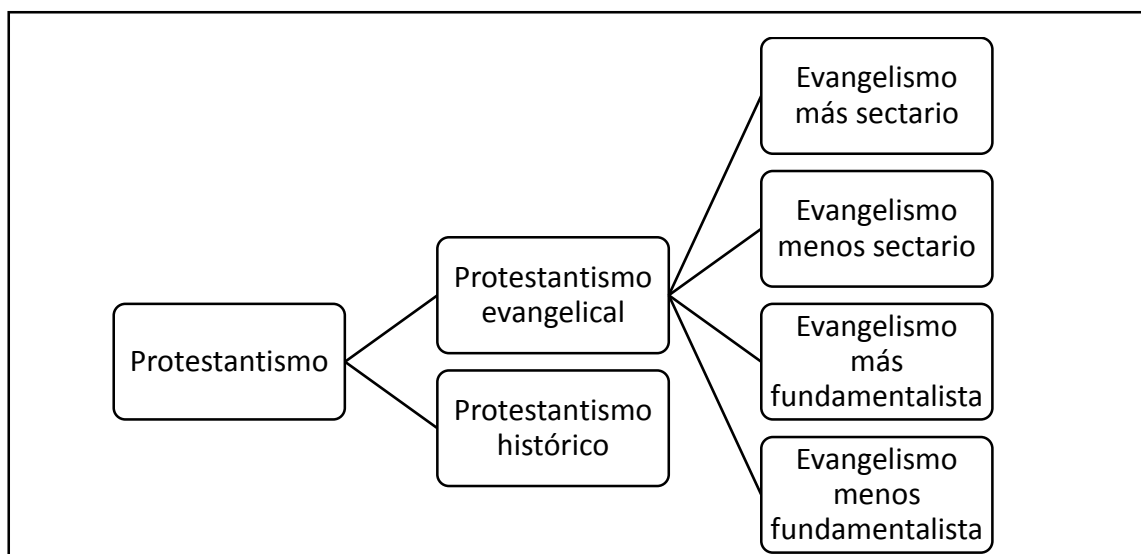 Protestantismo
Protestantismo
evangelical
Protestantismo
histórico
Evangelismo
más sectario
Evangelismo
menos sectario
Evangelismo
más
fundamentalista
Evangelismo
menos
fundamentalista